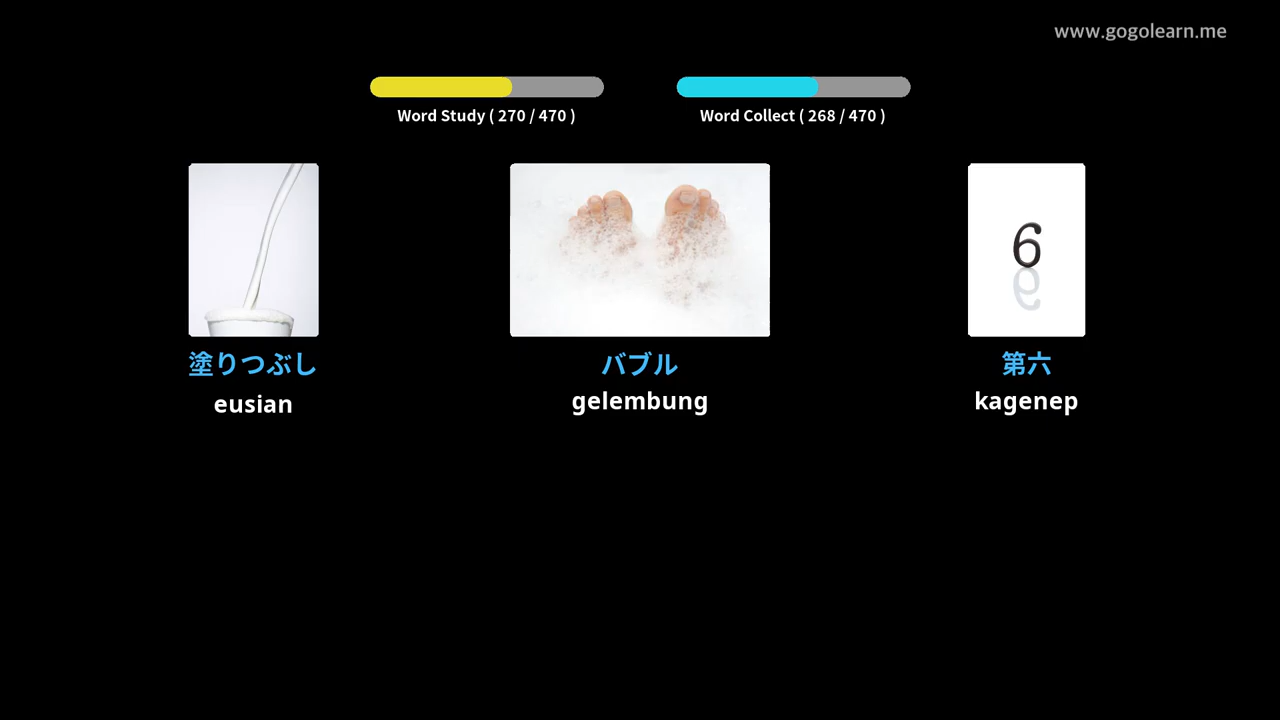 www.gogolearn.me
Word Study ( 270 / 470 )
Word Collect ( 268 / 470 )
6
塗りつぶし
バブル
第六
eusian
gelembung
kagenep